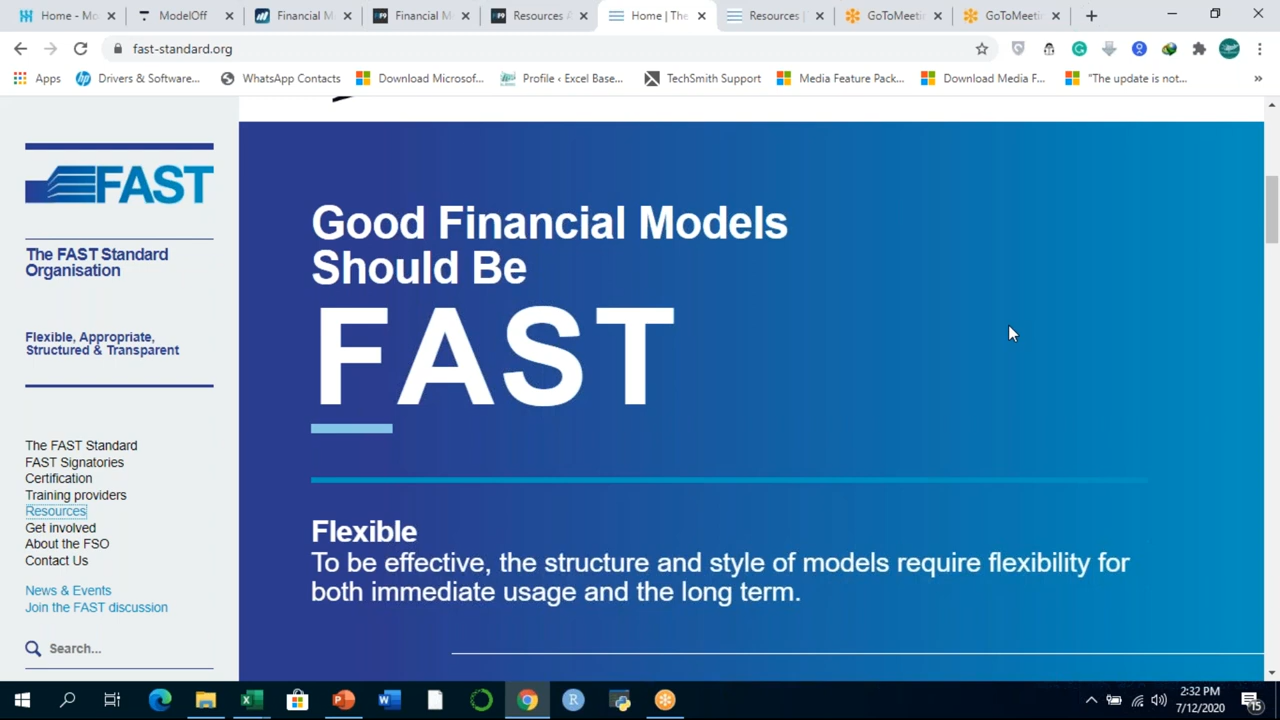 Home - Mo
ModelOff
Financial M
Financial M
Resources A
Home | The
Resources |
GoToMeeti
GoToMeeti
fast-standard.org
Apps
Drivers & Software...
WhatsApp Contacts
Download Microsof...
Profile ‹ Excel Base...
TechSmith Support
Media Feature Pack...
Download Media F...
"The update is not...
»
FAST
The FAST Standard
Organisation
Flexible, Appropriate,
Structured & Transparent
The FAST Standard
FAST Signatories
Certification
Training providers
Resources
Get involved
About the FSO
Contact Us
News & Events
Join the FAST discussion
Search...
Good Financial Models
Should Be
FAST
Flexible
To be effective, the structure and style of models require flexibility for
both immediate usage and the long term.
2:32 PM
7/12/2020
15